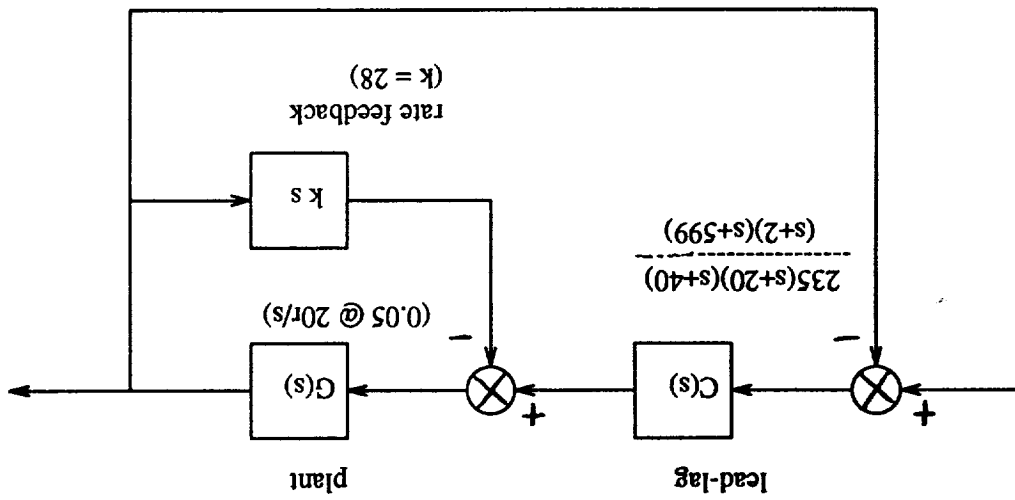 lead-lag
plant
+
C(s)
+
G(s)
−
−
(0.05 @ 20r/s)
235(s+20)(s+40)
(s+2)(s+599)
k s
rate feedback
(k = 28)